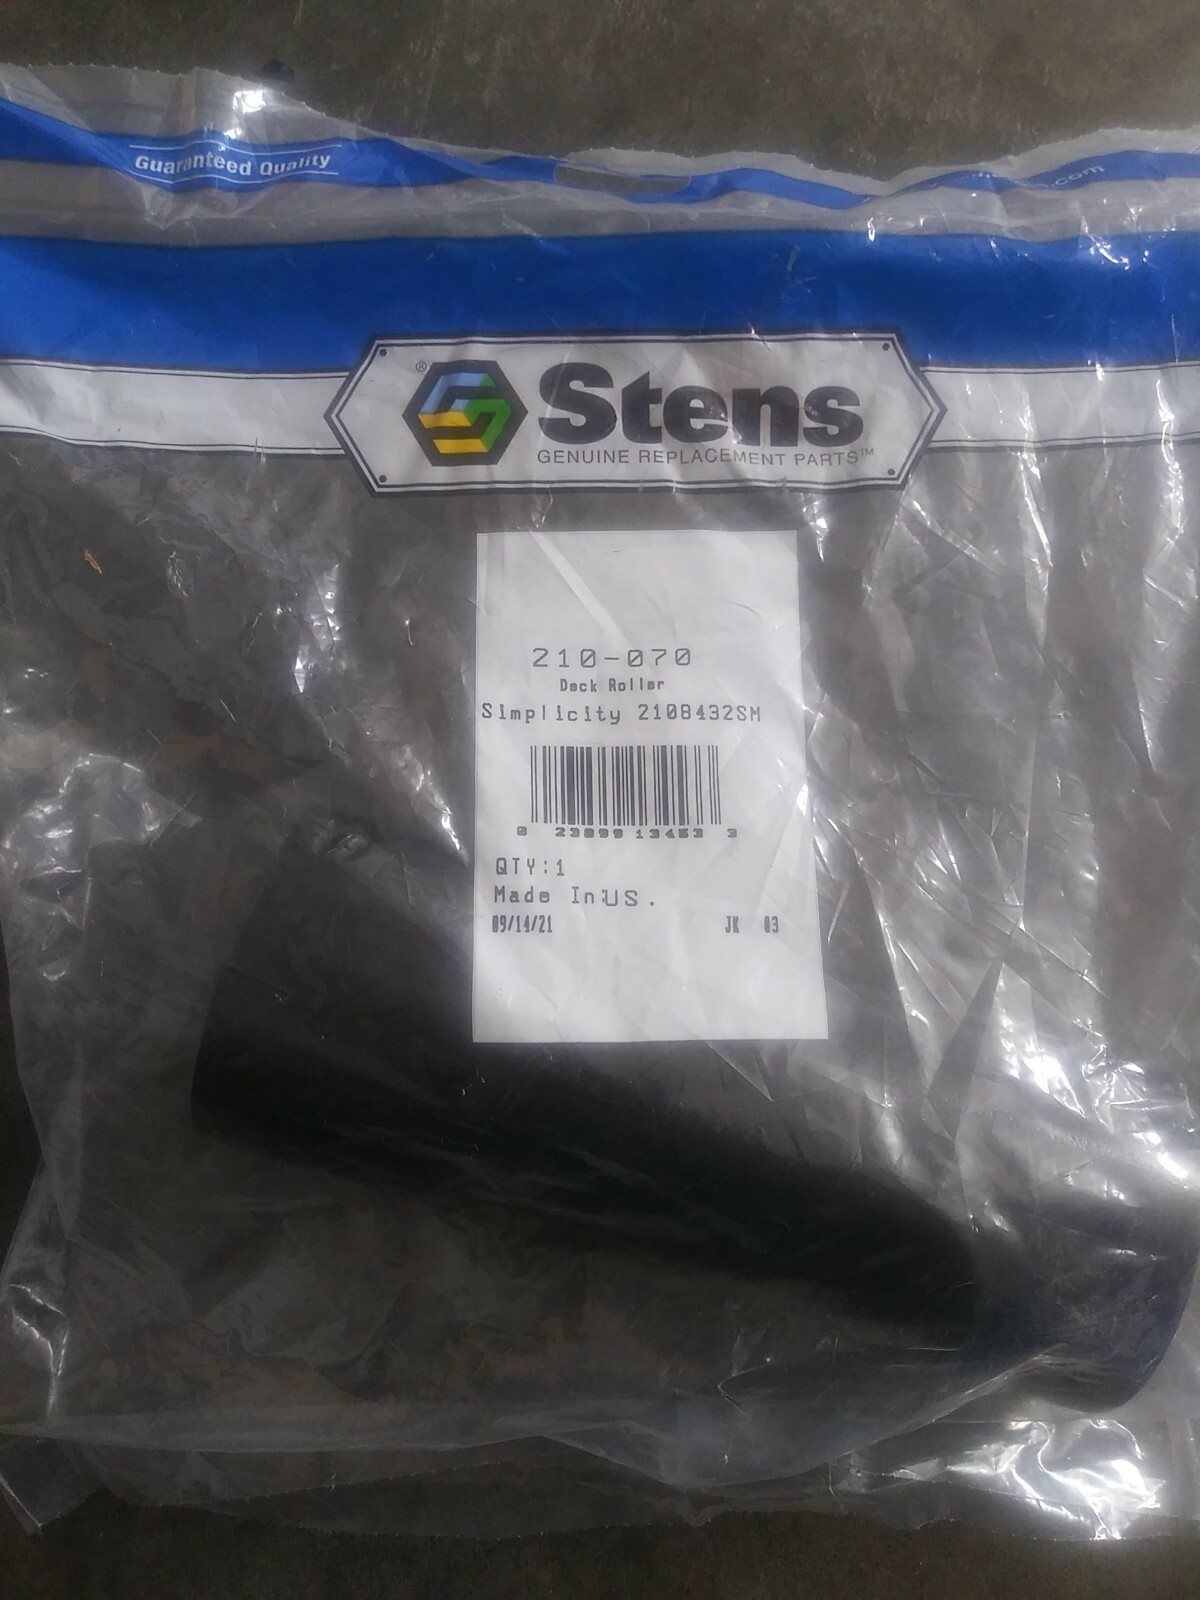 Guaranteed Quality
®
Stens
GENUINE REPLACEMENT PARTS™
210-070
Deck Roller
Simplicity 2108432SM
0 23899 13453 3
QTY:1
Made In:US.
09/14/21 JK 03